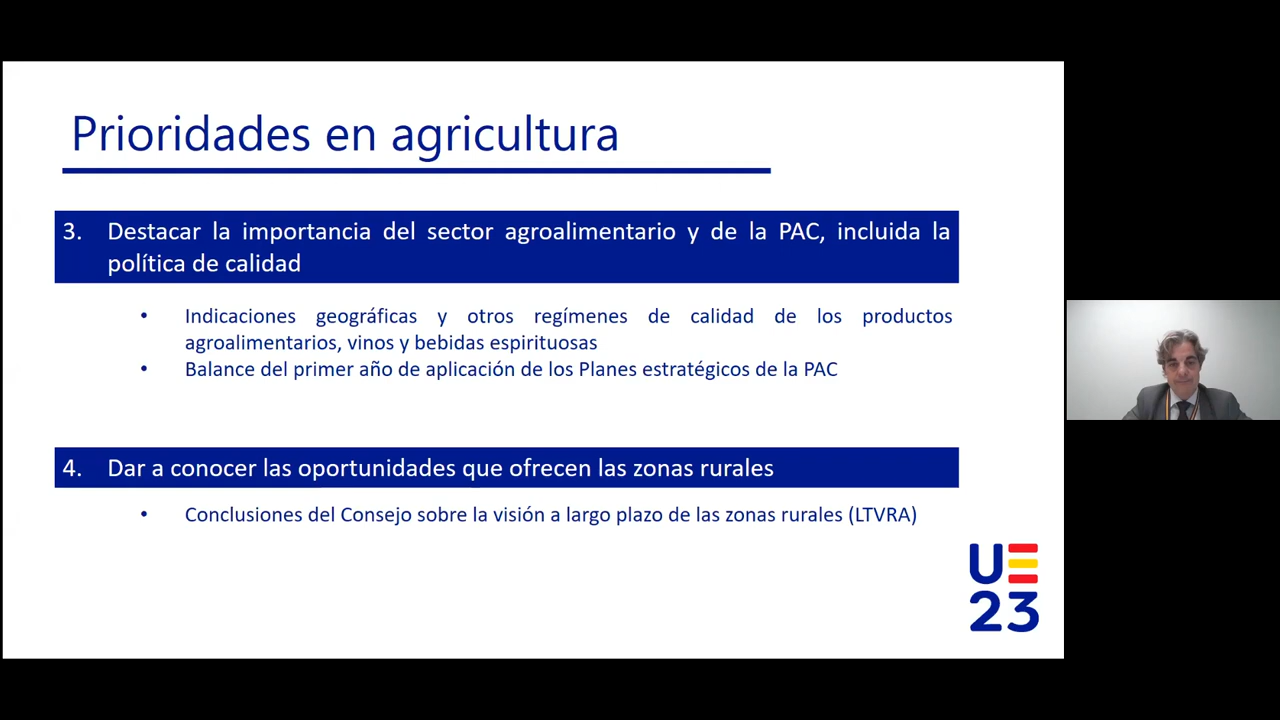 Prioridades en agricultura
3. Destacar la importancia del sector agroalimentario y de la PAC, incluida la
política de calidad
• Indicaciones geográficas y otros regímenes de calidad de los productos
agroalimentarios, vinos y bebidas espirituosas
• Balance del primer año de aplicación de los Planes estratégicos de la PAC
4. Dar a conocer las oportunidades que ofrecen las zonas rurales
• Conclusiones del Consejo sobre la visión a largo plazo de las zonas rurales (LTVRA)
UE
23